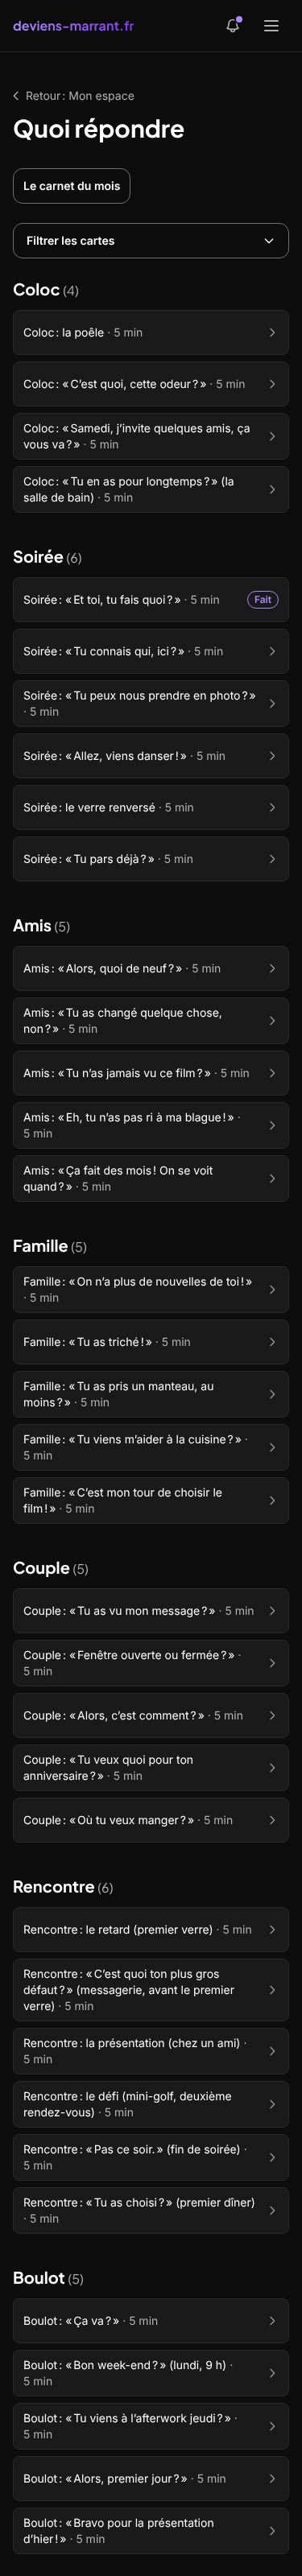 deviens-marrant.fr
Retour : Mon espace
Quoi répondre
Le carnet du mois
Filtrer les cartes
Coloc (4)
Coloc : la poêle · 5 min
Coloc : « C’est quoi, cette odeur ? » · 5 min
Coloc : « Samedi, j’invite quelques amis, ça
vous va ? » · 5 min
Coloc : « Tu en as pour longtemps ? » (la
salle de bain) · 5 min
Soirée (6)
Soirée : « Et toi, tu fais quoi ? » · 5 min
Fait
Soirée : « Tu connais qui, ici ? » · 5 min
Soirée : « Tu peux nous prendre en photo ? »
· 5 min
Soirée : « Allez, viens danser ! » · 5 min
Soirée : le verre renversé · 5 min
Soirée : « Tu pars déjà ? » · 5 min
Amis (5)
Amis : « Alors, quoi de neuf ? » · 5 min
Amis : « Tu as changé quelque chose,
non ? » · 5 min
Amis : « Tu n’as jamais vu ce film ? » · 5 min
Amis : « Eh, tu n’as pas ri à ma blague ! » ·
5 min
Amis : « Ça fait des mois ! On se voit
quand ? » · 5 min
Famille (5)
Famille : « On n’a plus de nouvelles de toi ! »
· 5 min
Famille : « Tu as triché ! » · 5 min
Famille : « Tu as pris un manteau, au
moins ? » · 5 min
Famille : « Tu viens m’aider à la cuisine ? » ·
5 min
Famille : « C’est mon tour de choisir le
film ! » · 5 min
Couple (5)
Couple : « Tu as vu mon message ? » · 5 min
Couple : « Fenêtre ouverte ou fermée ? » ·
5 min
Couple : « Alors, c’est comment ? » · 5 min
Couple : « Tu veux quoi pour ton
anniversaire ? » · 5 min
Couple : « Où tu veux manger ? » · 5 min
Rencontre (6)
Rencontre : le retard (premier verre) · 5 min
Rencontre : « C’est quoi ton plus gros
défaut ? » (messagerie, avant le premier
verre) · 5 min
Rencontre : la présentation (chez un ami) ·
5 min
Rencontre : le défi (mini-golf, deuxième
rendez-vous) · 5 min
Rencontre : « Pas ce soir. » (fin de soirée) ·
5 min
Rencontre : « Tu as choisi ? » (premier dîner)
· 5 min
Boulot (5)
Boulot : « Ça va ? » · 5 min
Boulot : « Bon week-end ? » (lundi, 9 h) ·
5 min
Boulot : « Tu viens à l’afterwork jeudi ? » ·
5 min
Boulot : « Alors, premier jour ? » · 5 min
Boulot : « Bravo pour la présentation
d’hier ! » · 5 min